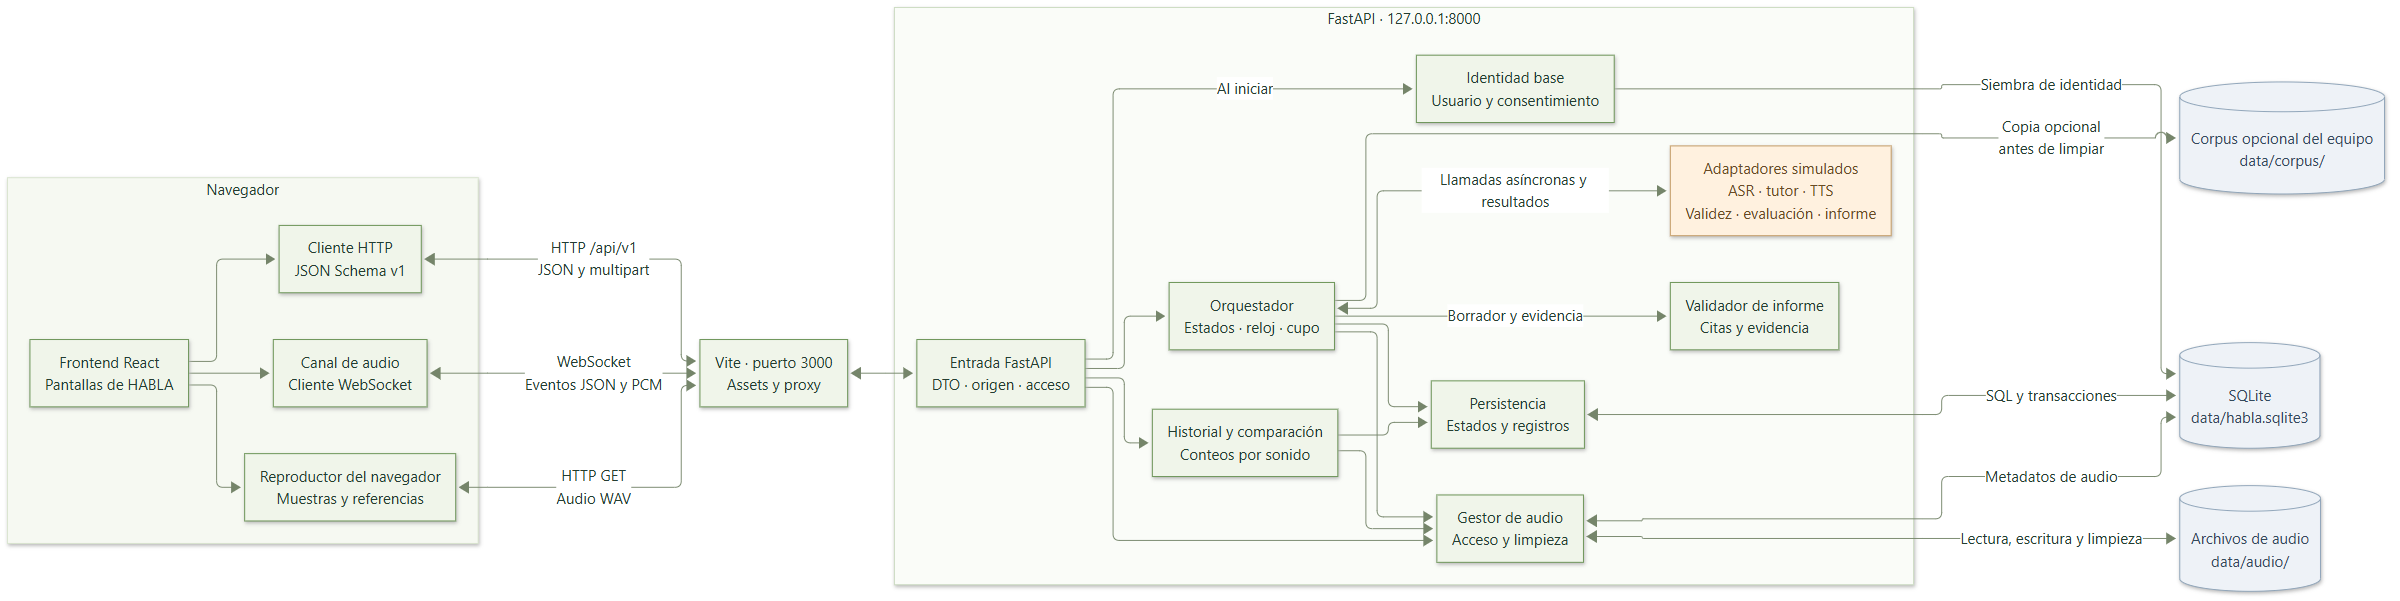 Navegador
Frontend React
Pantallas de HABLA
Cliente HTTP
JSON Schema v1
Canal de audio
Cliente WebSocket
Reproductor del navegador
Muestras y referencias
HTTP /api/v1
JSON y multipart
WebSocket
Eventos JSON y PCM
HTTP GET
Audio WAV
Vite · puerto 3000
Assets y proxy
FastAPI · 127.0.0.1:8000
Entrada FastAPI
DTO · origen · acceso
Al iniciar
Identidad base
Usuario y consentimiento
Llamadas asíncronas y
resultados
Adaptadores simulados
ASR · tutor · TTS
Validez · evaluación · informe
Orquestador
Estados · reloj · cupo
Borrador y evidencia
Validador de informe
Citas y evidencia
Historial y comparación
Conteos por sonido
Persistencia
Estados y registros
Gestor de audio
Acceso y limpieza
Siembra de identidad
Copia opcional
antes de limpiar
SQL y transacciones
Metadatos de audio
Lectura, escritura y limpieza
Corpus opcional del equipo
data/corpus/
SQLite
data/habla.sqlite3
Archivos de audio
data/audio/